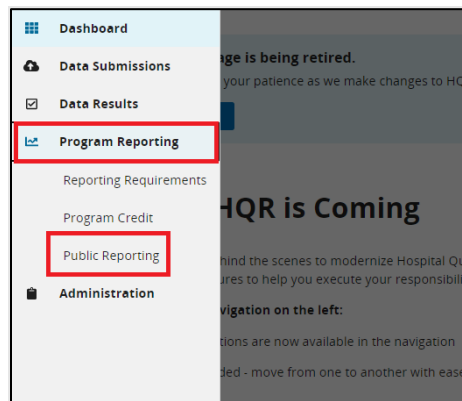 Dashboard
Data Submissions
Data Results
Program Reporting
Reporting Requirements
Program Credit
Public Reporting
Administration
age is being retired.
your patience as we make changes to HQ
HQR is Coming
hind the scenes to modernize Hospital Qu
ures to help you execute your responsibili
vigation on the left:
tions are now available in the navigation
ded - move from one to another with ease